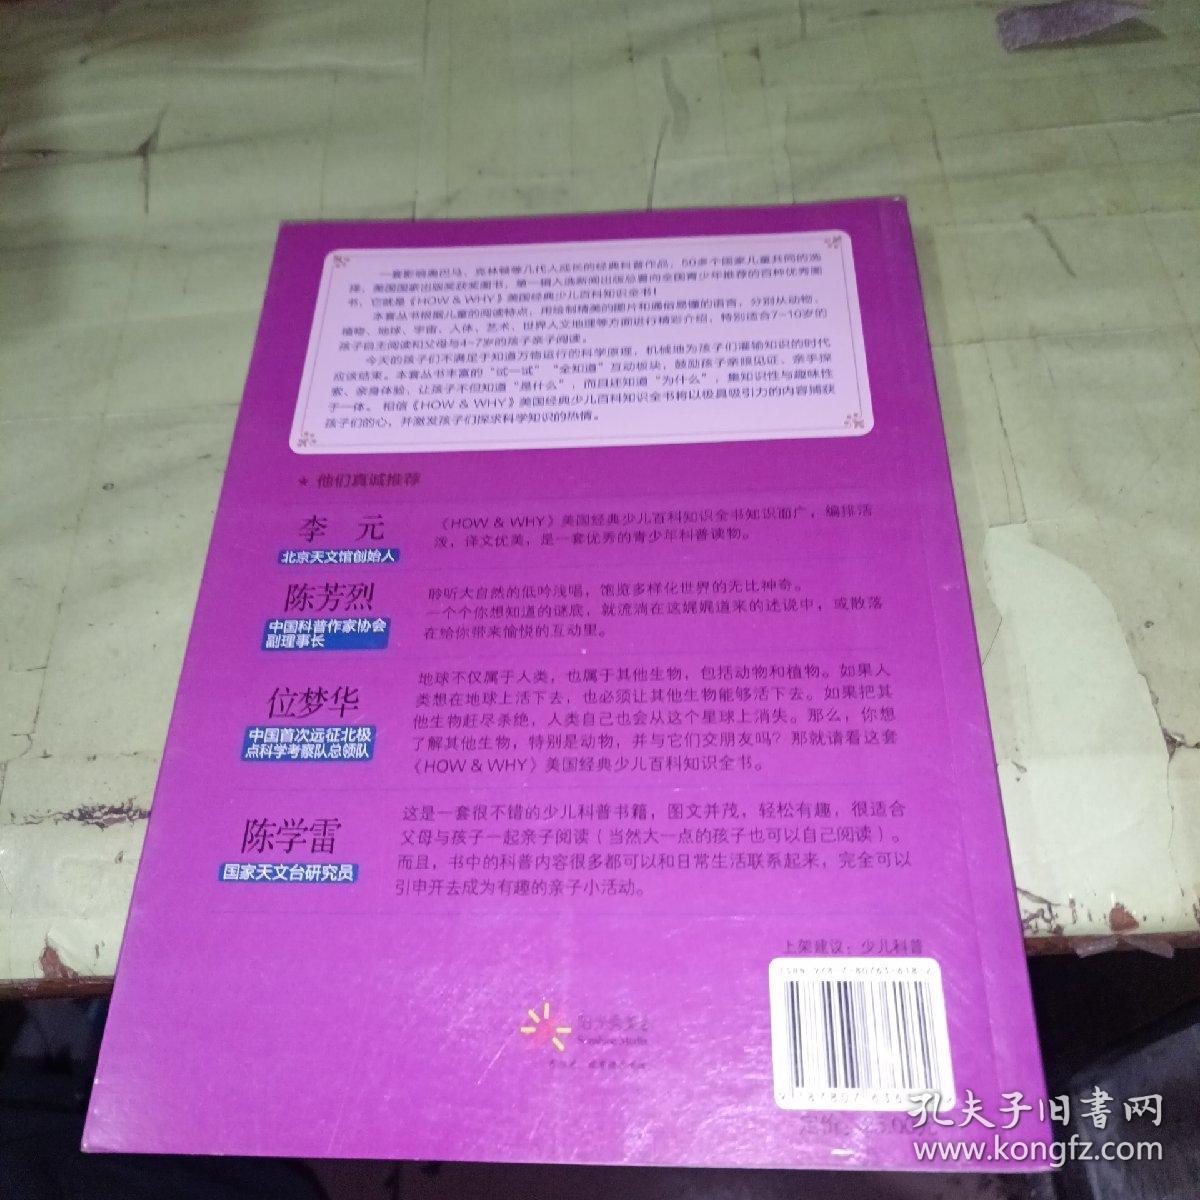 一套影响奥巴马、克林顿等几代人成长的经典科普作品，50多个国家儿童共同的选
择，美国国家出版奖获奖图书，第一辑入选新闻出版总署向全国青少年推荐的百种优秀图
书，它就是《HOW & WHY》美国经典少儿百科知识全书！
本套丛书根据儿童的阅读特点，用绘制精美的图片和通俗易懂的语言，分别从动物、
植物、地球、宇宙、人体、艺术、世界人文地理等方面进行精彩介绍，特别适合7~10岁的
孩子自主阅读和父母与4~7岁的孩子亲子阅读。
今天的孩子们不满足于知道万物运行的科学原理，机械地为孩子们灌输知识的时代
应该结束。本套丛书丰富的“试一试”“全知道”互动板块，鼓励孩子亲眼见证、亲手探
索、亲身体验，让孩子不但知道“是什么”，而且还知道“为什么”，集知识性与趣味性
于一体。相信《HOW & WHY》美国经典少儿百科知识全书将以极具吸引力的内容捕获
孩子们的心，并激发孩子们探求科学知识的热情。
★ 他们真诚推荐
李 元
北京天文馆创始人
《HOW & WHY》美国经典少儿百科知识全书知识面广，编排活
泼，译文优美，是一套优秀的青少年科普读物。
陈芳烈
中国科普作家协会
副理事长
聆听大自然的低吟浅唱，饱览多样化世界的无比神奇。
一个个你想知道的谜底，就流淌在这娓娓道来的述说中，或散落
在给你带来愉悦的互动里。
位梦华
中国首次远征北极
点科学考察队总领队
地球不仅属于人类，也属于其他生物，包括动物和植物。如果人
类想在地球上活下去，也必须让其他生物能够活下去。如果把其
他生物赶尽杀绝，人类自己也会从这个星球上消失。那么，你想
了解其他生物，特别是动物，并与它们交朋友吗？那就请看这套
《HOW & WHY》美国经典少儿百科知识全书。
陈学雷
国家天文台研究员
这是一套很不错的少儿科普书籍，图文并茂，轻松有趣，很适合
父母与孩子一起亲子阅读（当然大一点的孩子也可以自己阅读）。
而且，书中的科普内容很多都可以和日常生活联系起来，完全可以
引申开去成为有趣的亲子小活动。
上架建议：少儿科普
ISBN 978-7-80763-618-2
Sunshine Media
定价：25.00元
孔夫子旧书网
www.kongfz.com